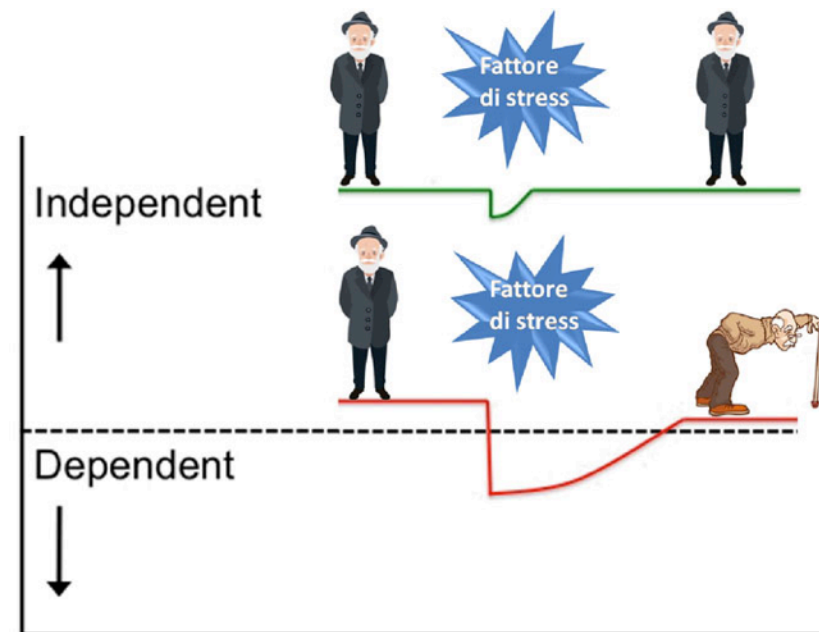 Fattore
di stress
Independent
Fattore
di stress
Dependent